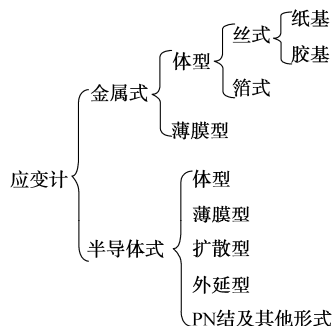 纸基
丝式
胶基
体型
箔式
金属式
薄膜型
应变计
体型
薄膜型
半导体式
扩散型
外延型
PN结及其他形式